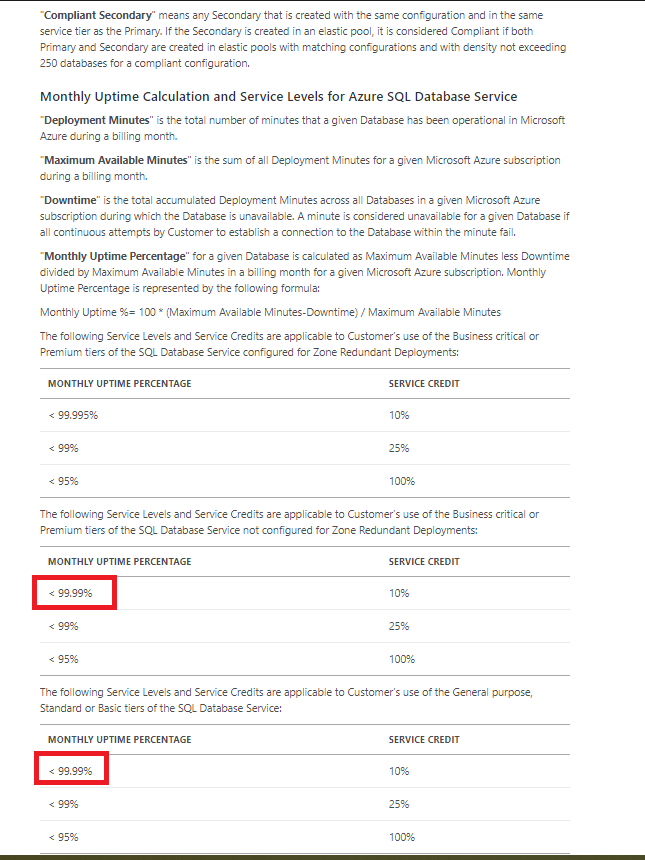 "Compliant Secondary" means any Secondary that is created with the same configuration and in the same
service tier as the Primary. If the Secondary is created in an elastic pool, it is considered Compliant if both
Primary and Secondary are created in elastic pools with matching configurations and with density not exceeding
250 databases for a compliant configuration.
Monthly Uptime Calculation and Service Levels for Azure SQL Database Service
"Deployment Minutes" is the total number of minutes that a given Database has been operational in Microsoft
Azure during a billing month.
"Maximum Available Minutes" is the sum of all Deployment Minutes for a given Microsoft Azure subscription
during a billing month.
"Downtime" is the total accumulated Deployment Minutes across all Databases in a given Microsoft Azure
subscription during which the Database is unavailable. A minute is considered unavailable for a given Database if
all continuous attempts by Customer to establish a connection to the Database within the minute fail.
"Monthly Uptime Percentage" for a given Database is calculated as Maximum Available Minutes less Downtime
divided by Maximum Available Minutes in a billing month for a given Microsoft Azure subscription. Monthly
Uptime Percentage is represented by the following formula:
Monthly Uptime %= 100 * (Maximum Available Minutes-Downtime) / Maximum Available Minutes
The following Service Levels and Service Credits are applicable to Customer's use of the Business critical or
Premium tiers of the SQL Database Service configured for Zone Redundant Deployments:
MONTHLY UPTIME PERCENTAGE SERVICE CREDIT
< 99.995% 10%
< 99% 25%
< 95% 100%
The following Service Levels and Service Credits are applicable to Customer's use of the Business critical or
Premium tiers of the SQL Database Service not configured for Zone Redundant Deployments:
MONTHLY UPTIME PERCENTAGE SERVICE CREDIT
< 99.99% 10%
< 99% 25%
< 95% 100%
The following Service Levels and Service Credits are applicable to Customer's use of the General purpose,
Standard or Basic tiers of the SQL Database Service:
MONTHLY UPTIME PERCENTAGE SERVICE CREDIT
< 99.99% 10%
< 99% 25%
< 95% 100%